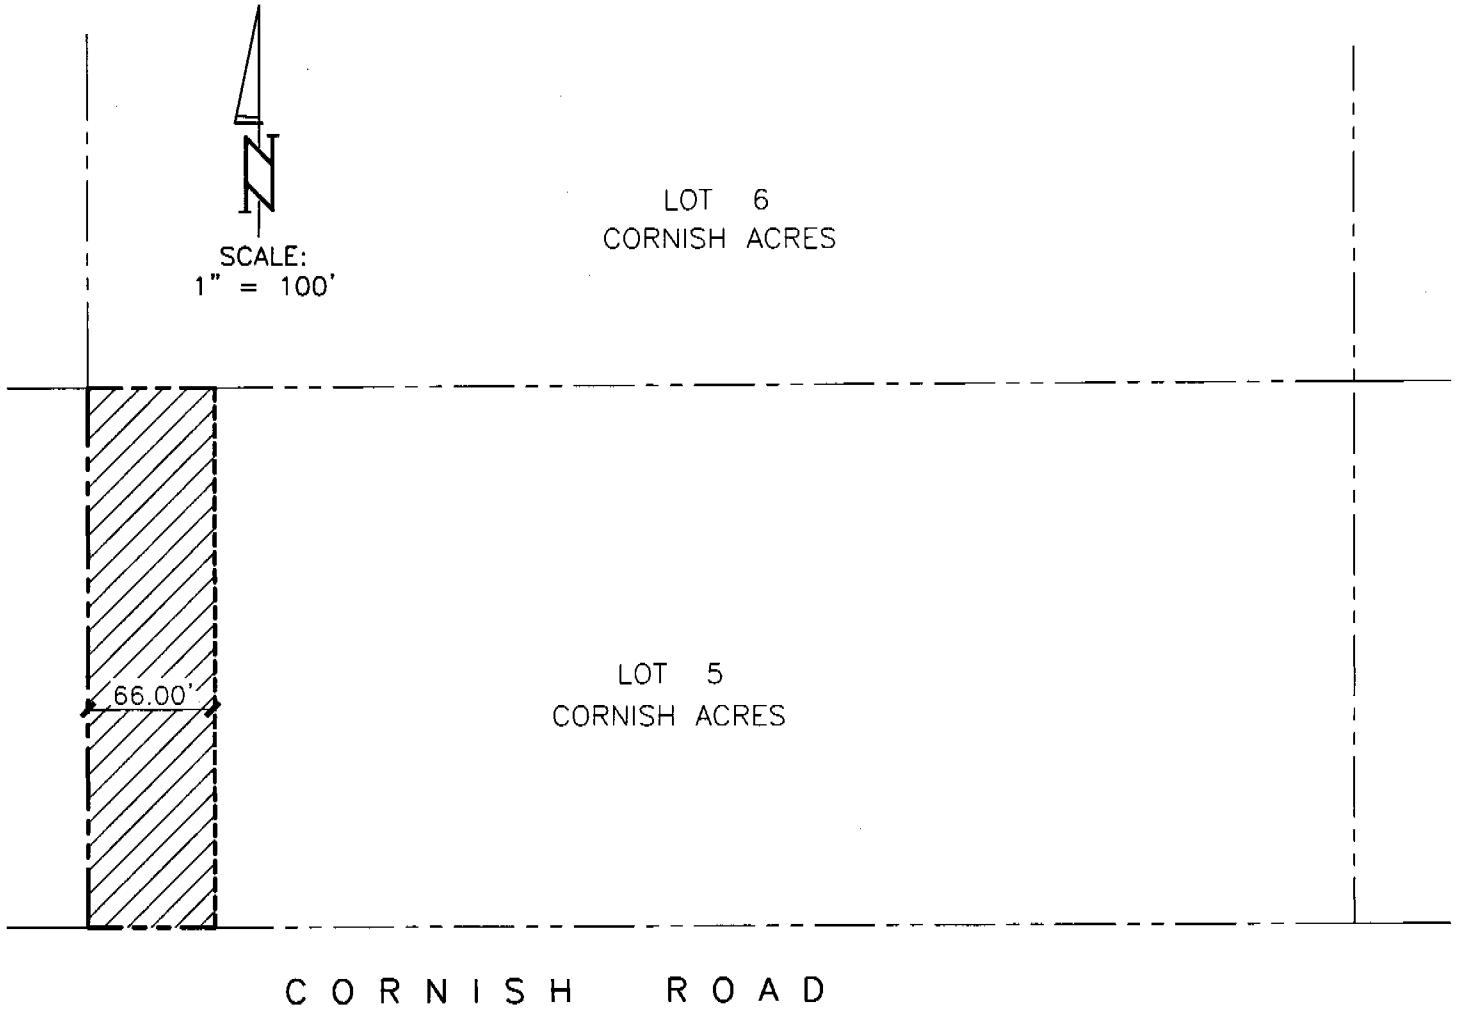 N
SCALE:
1" = 100'
LOT 6
CORNISH ACRES
66.00'
LOT 5
CORNISH ACRES
CORNISH ROAD